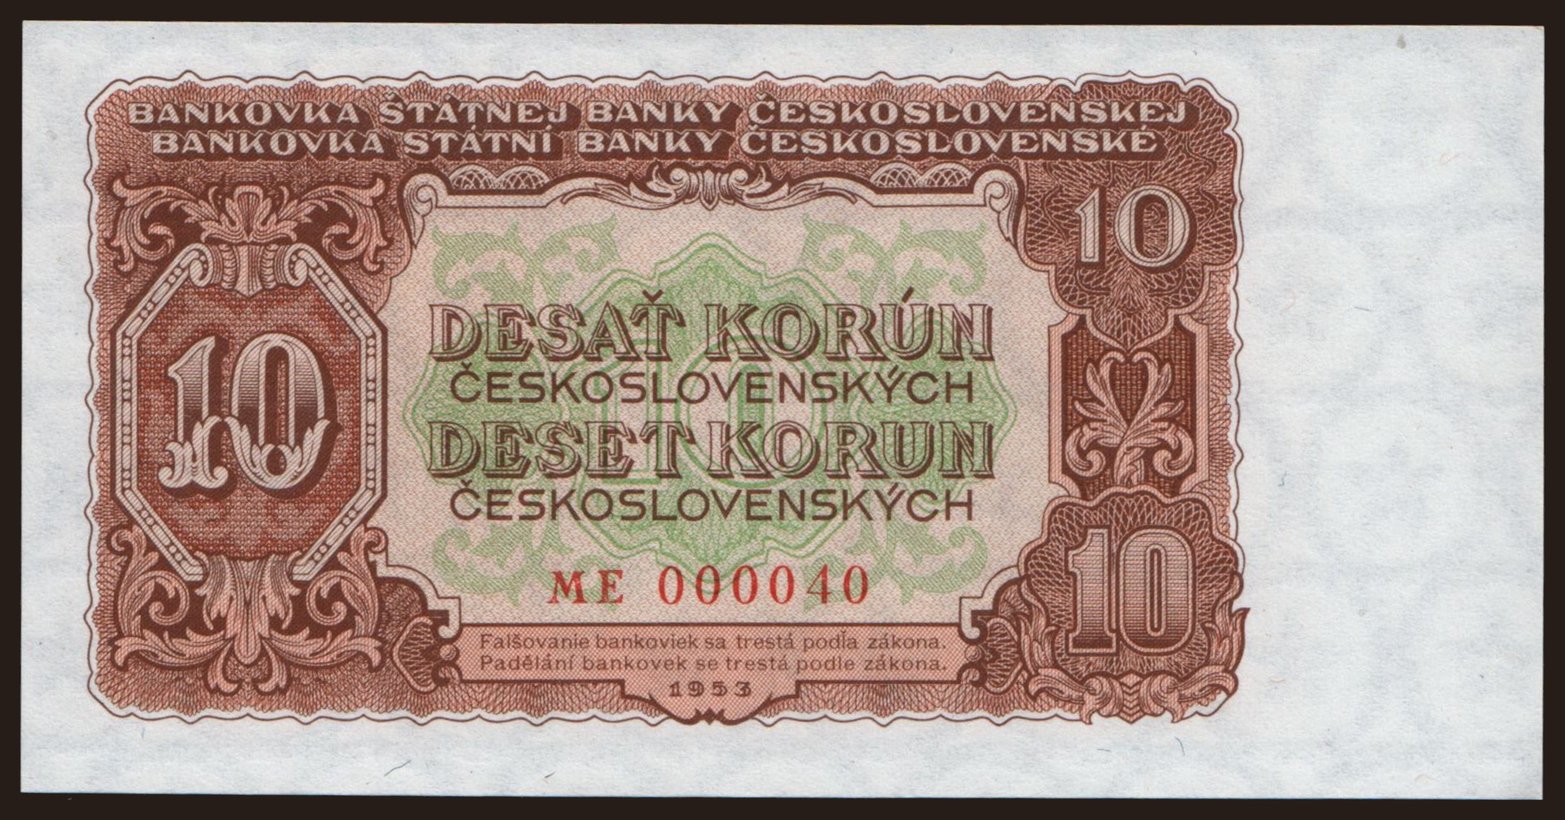 BANKOVKA ŠTÁTNEJ BANKY ČESKOSLOVENSKEJ
BANKOVKA STÁTNÍ BANKY ČESKOSLOVENSKÉ
10
10
DESAŤ KORÚN
ČESKOSLOVENSKÝCH
10
DESET KORUN
ČESKOSLOVENSKÝCH
ME 000040
10
Falšovanie bankoviek sa trestá podľa zákona.
Padělání bankovek se trestá podle zákona.
1953